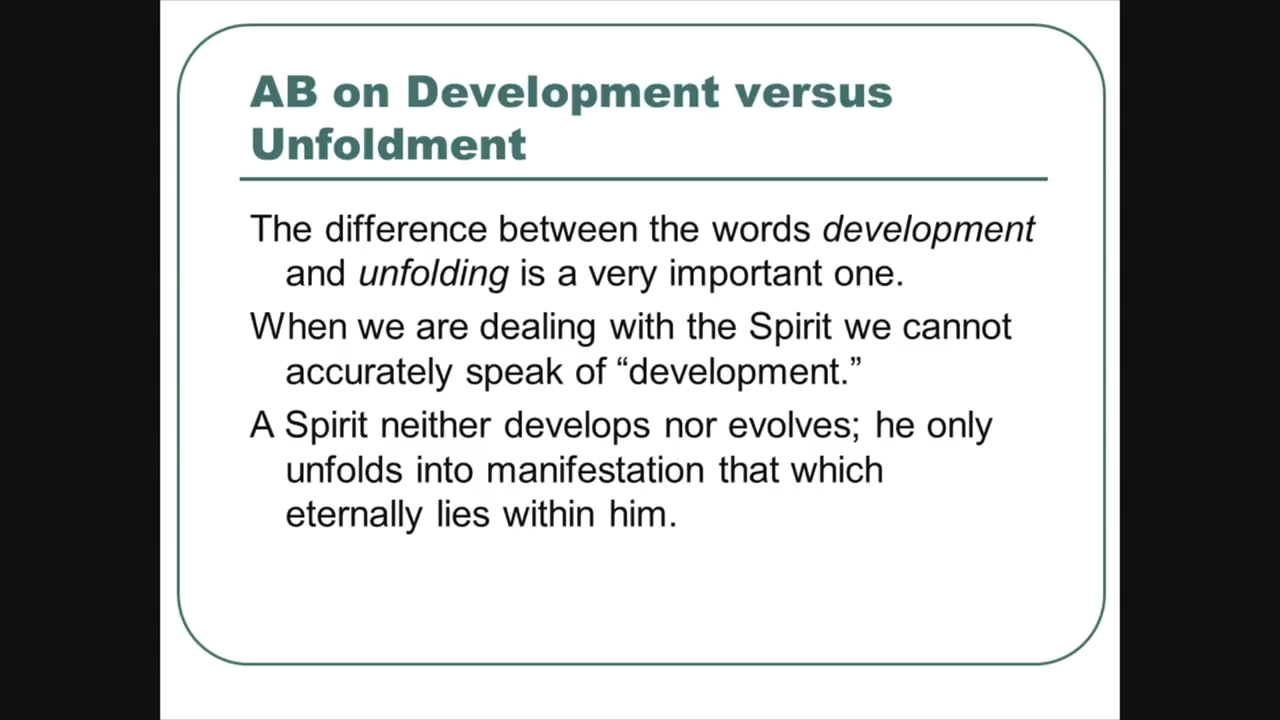 AB on Development versus
Unfoldment
The difference between the words development
and unfolding is a very important one.
When we are dealing with the Spirit we cannot
accurately speak of “development.”
A Spirit neither develops nor evolves; he only
unfolds into manifestation that which
eternally lies within him.